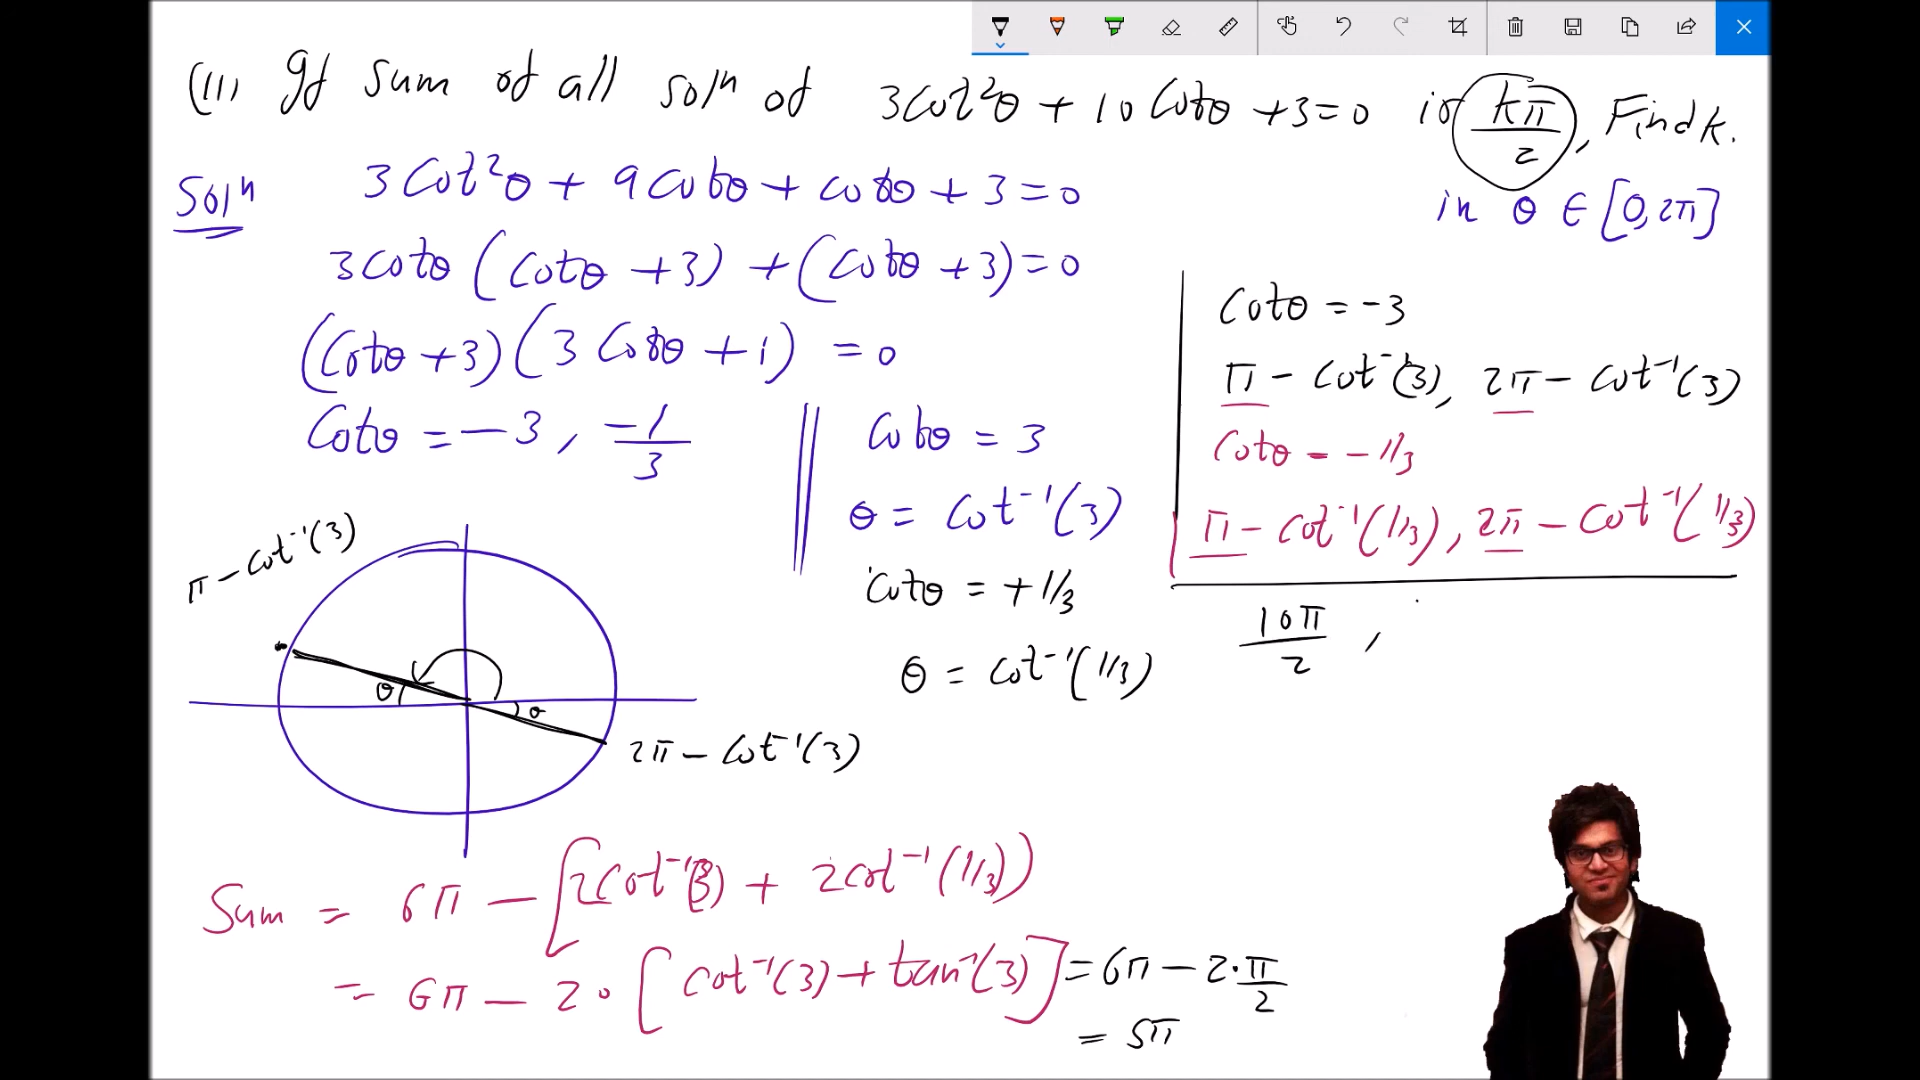 (11) If sum of all solⁿ of 3cot²θ + 10 cotθ + 3 = 0 is kπ/2, Find k.
in θ ∈ [0, 2π]
Solⁿ 3cot²θ + 9cotθ + cotθ + 3 = 0
3cotθ (cotθ + 3) + (cotθ + 3) = 0
(cotθ + 3) (3 cotθ + 1) = 0
cotθ = -3, -1/3
cotθ = 3
θ = cot⁻¹(3)
cotθ = +1/3
θ = cot⁻¹(1/3)
cotθ = -3
π - cot⁻¹(3), 2π - cot⁻¹(3)
cotθ = -1/3
π - cot⁻¹(1/3), 2π - cot⁻¹(1/3)
10π/2 ,
π - cot⁻¹(3)
θ
θ
2π - cot⁻¹(3)
Sum = 6π - [2cot⁻¹(3) + 2cot⁻¹(1/3)]
= 6π - 2 · [cot⁻¹(3) + tan⁻¹(3)] = 6π - 2·π/2
= 5π